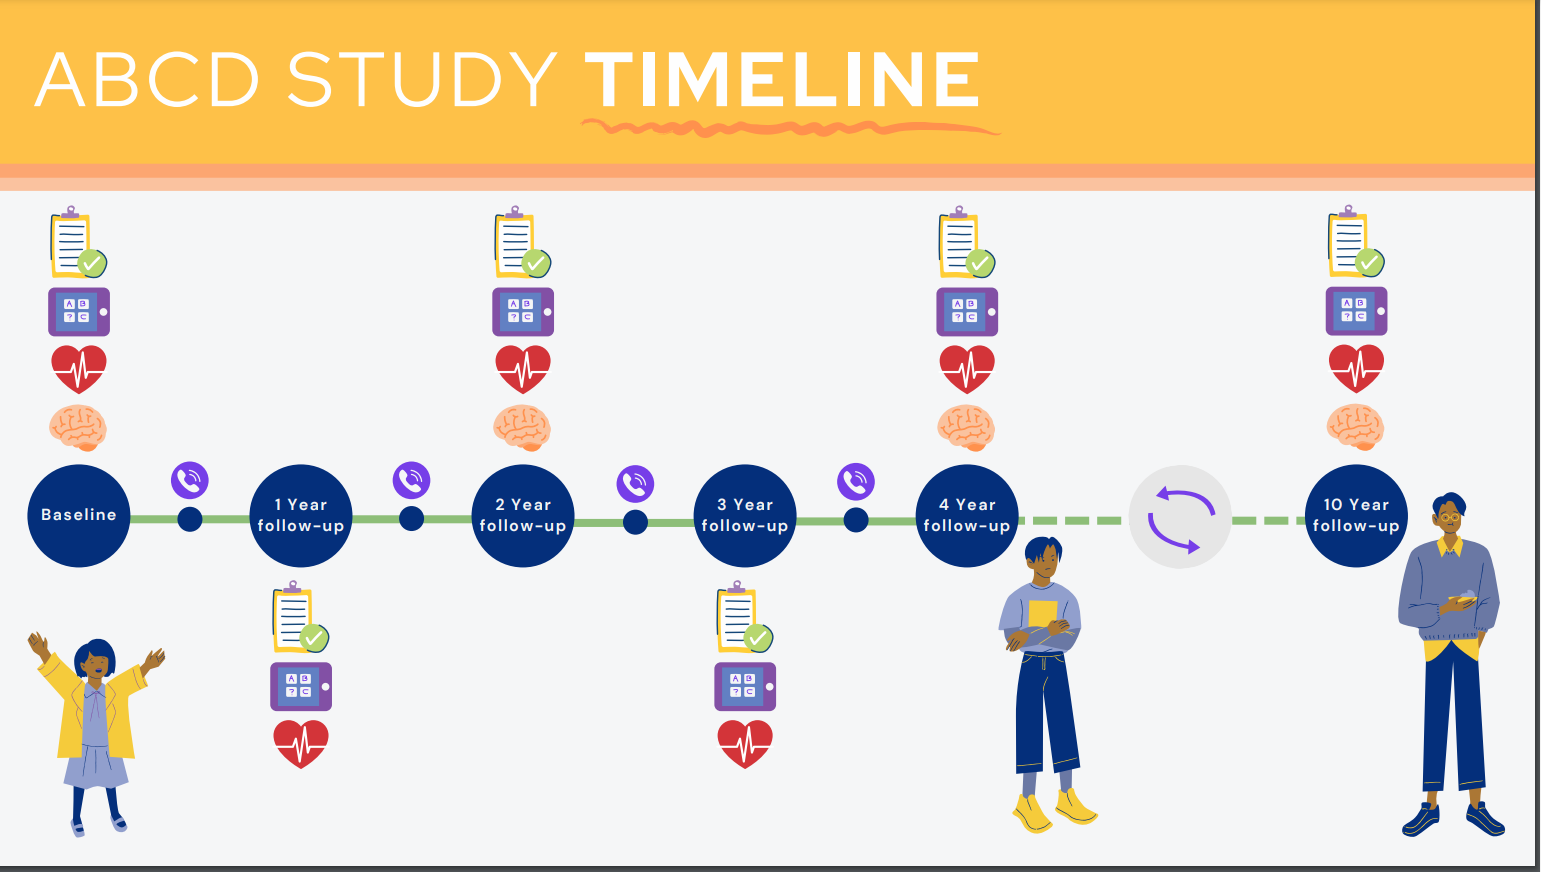 ABCD STUDY TIMELINE
A B
? C
A B
? C
A B
? C
A B
? C
Baseline
1 Year
follow-up
2 Year
follow-up
3 Year
follow-up
4 Year
follow-up
10 Year
follow-up
A B
? C
A B
? C